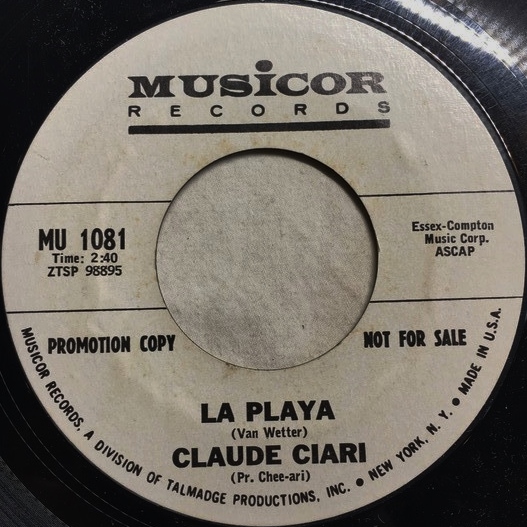 MUSiCOR
RECORDS
MU 1081
Time: 2:40
ZTSP 98895
Essex-Compton
Music Corp.
ASCAP
PROMOTION COPY
NOT FOR SALE
LA PLAYA
(Van Wetter)
CLAUDE CIARI
(Pr. Chee-ari)
MUSICOR RECORDS, A DIVISION OF TALMADGE PRODUCTIONS, INC. • NEW YORK, N. Y. • MADE IN U.S.A.